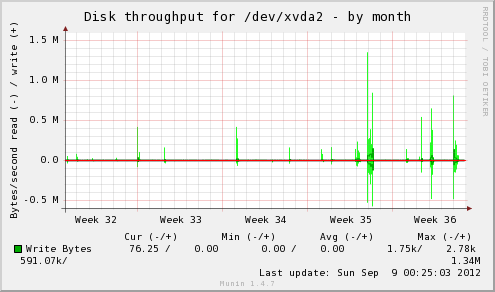 Disk throughput for /dev/xvda2 - by month
RRDTOOL / TOBI OETIKER
Bytes/second read (-) / write (+)
1.5 M
1.0 M
0.5 M
0.0
-0.5 M
Week 32 Week 33 Week 34 Week 35 Week 36
Cur (-/+) Min (-/+) Avg (-/+) Max (-/+)
Write Bytes 76.25 / 0.00 0.00 / 0.00 1.75k/ 2.78k
591.07k/ 1.34M
Last update: Sun Sep 9 00:25:03 2012
Munin 1.4.7